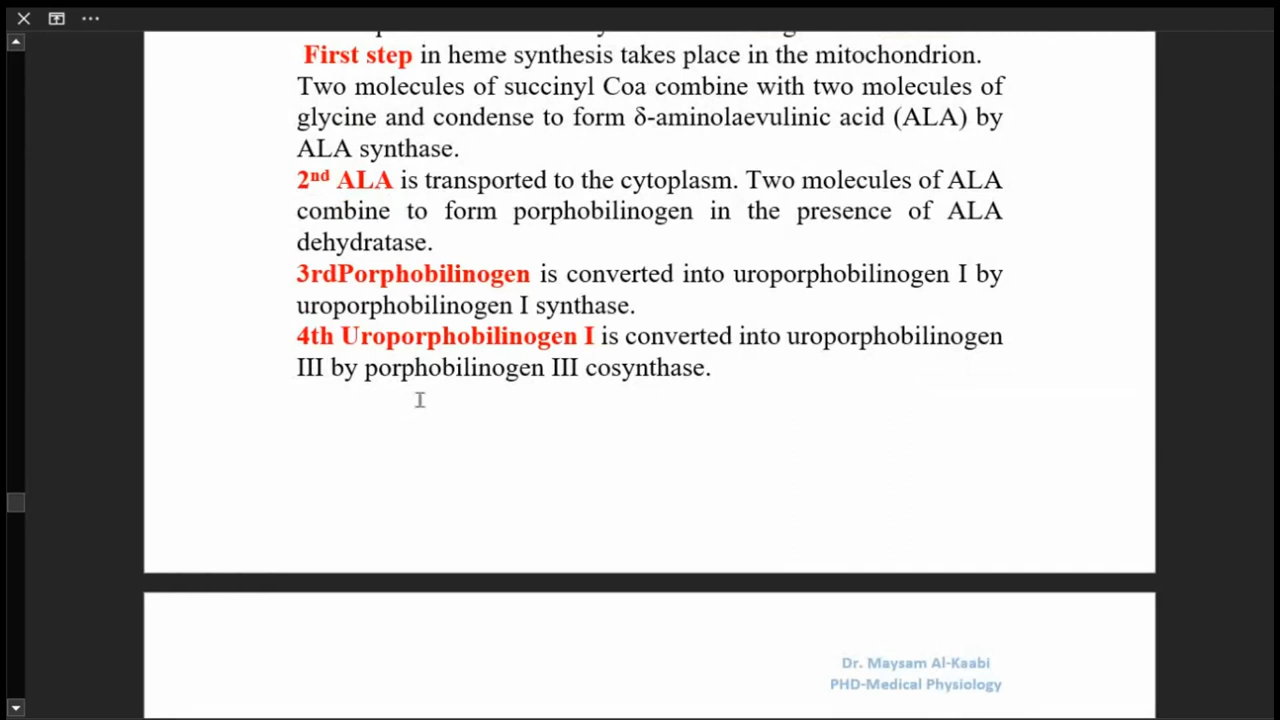 First step in heme synthesis takes place in the mitochondrion.
Two molecules of succinyl Coa combine with two molecules of
glycine and condense to form δ-aminolaevulinic acid (ALA) by
ALA synthase.
2nd ALA is transported to the cytoplasm. Two molecules of ALA
combine to form porphobilinogen in the presence of ALA
dehydratase.
3rdPorphobilinogen is converted into uroporphobilinogen I by
uroporphobilinogen I synthase.
4th Uroporphobilinogen I is converted into uroporphobilinogen
III by porphobilinogen III cosynthase.
Dr. Maysam Al-Kaabi
PHD-Medical Physiology